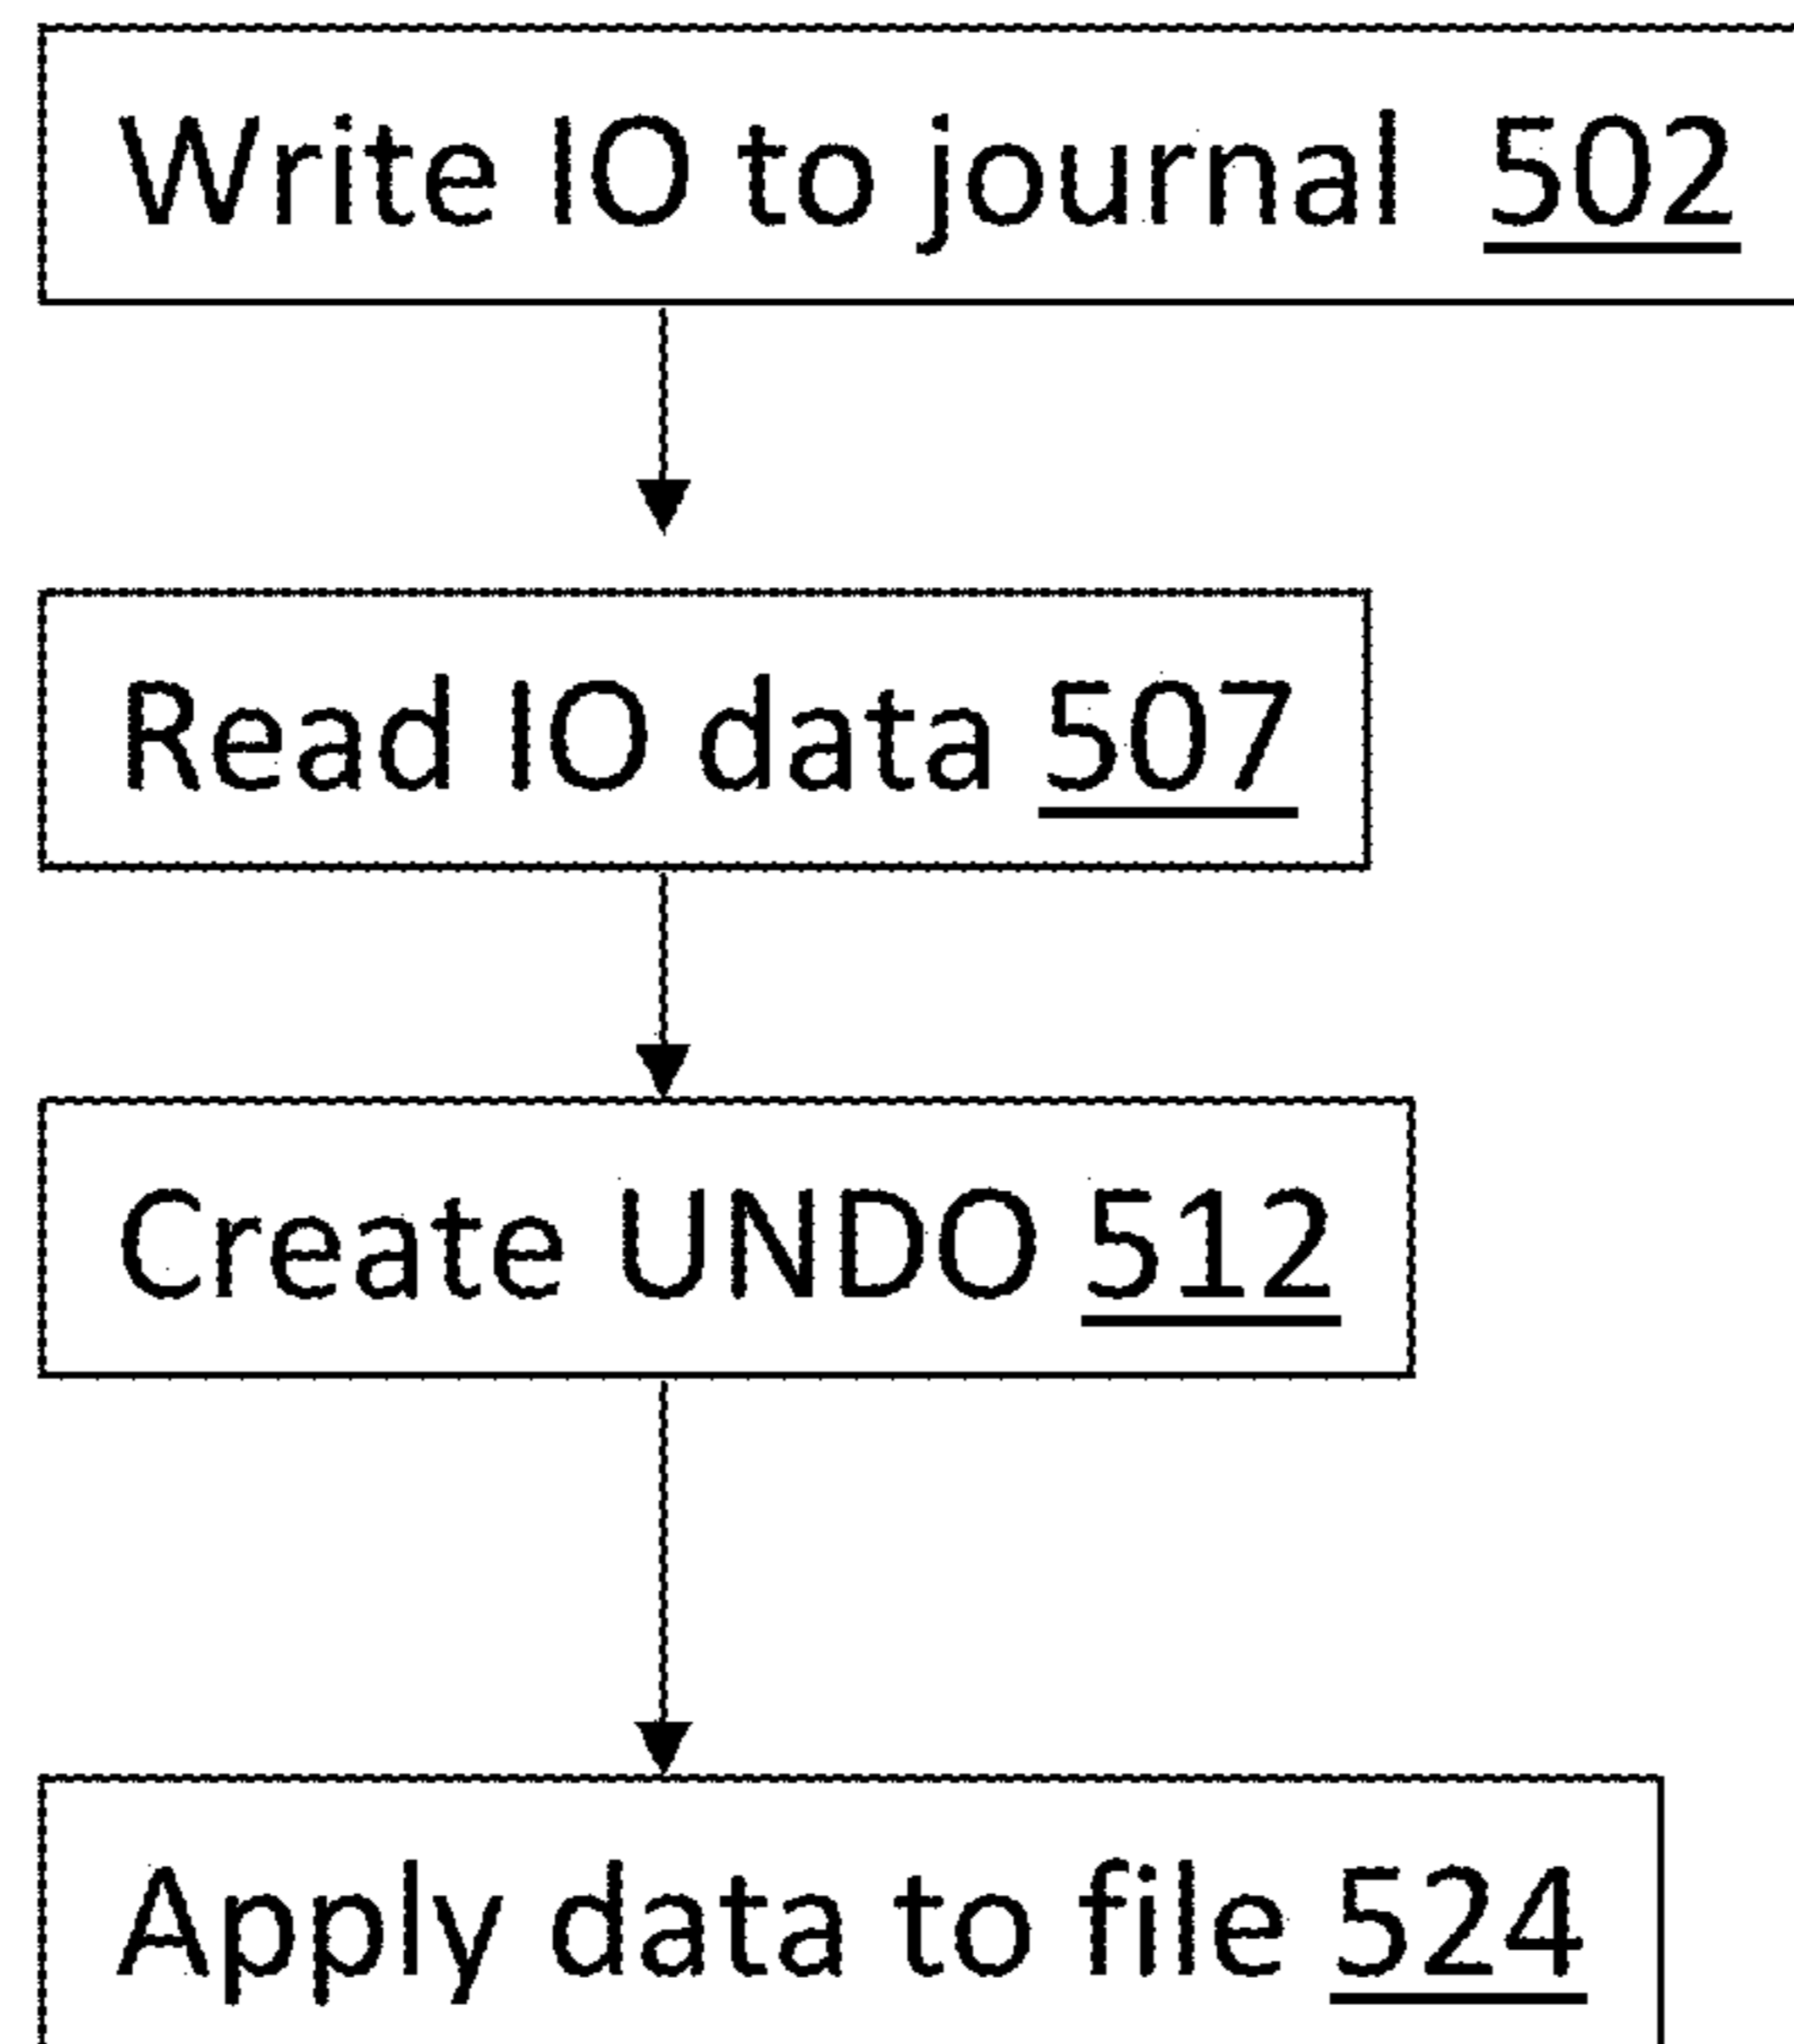 Write IO to journal 502
Read IO data 507
Create UNDO 512
Apply data to file 524